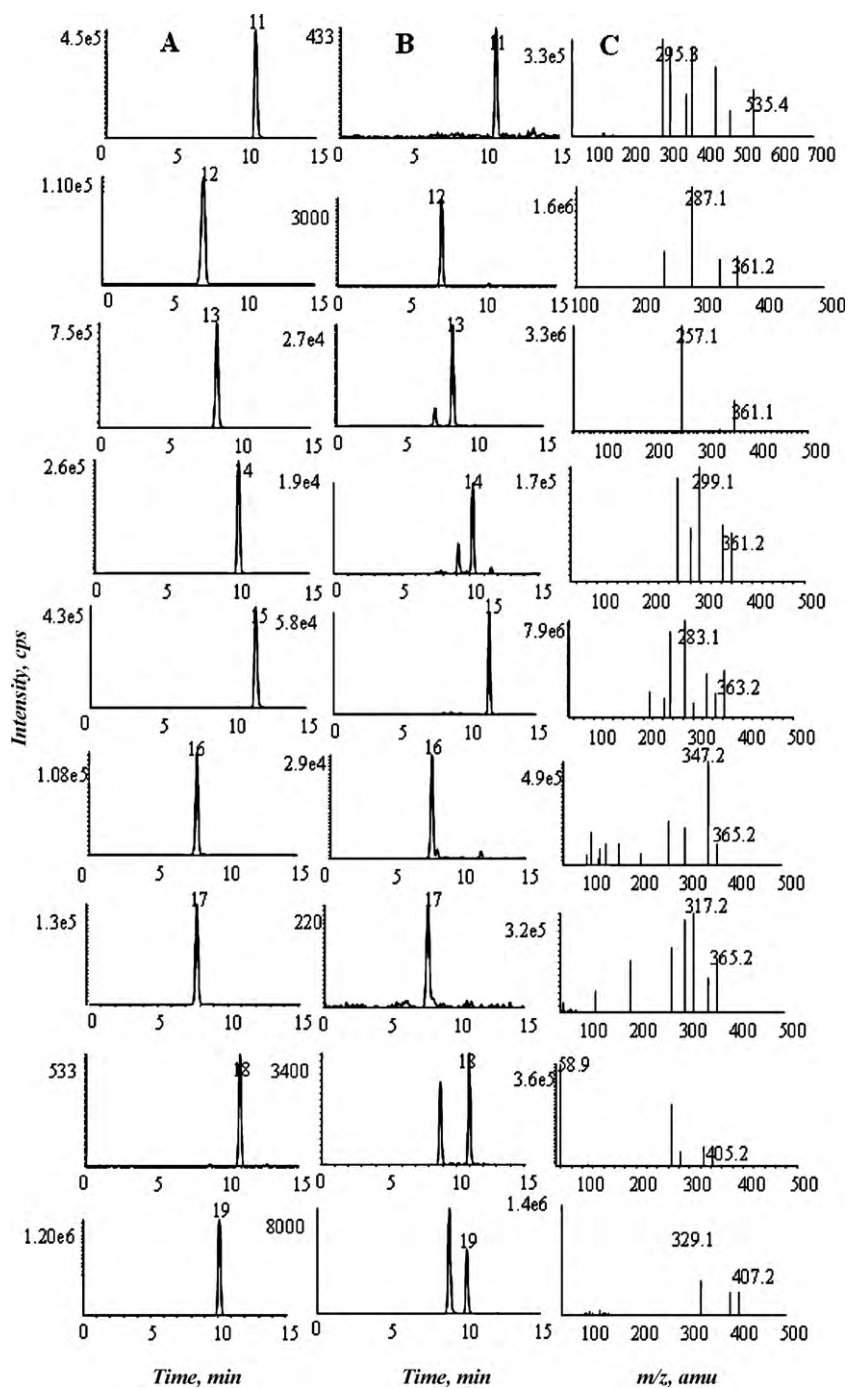 11
4.5e5 A 433 B 11 3.3e5 C 295.3
535.4
0 5 10 15 0 5 10 15 100 200 300 400 500 600 700
12
1.10e5 3000 12 1.6e6 287.1
361.2
0 5 10 15 0 5 10 15 100 200 300 400 500
13 13
7.5e5 2.7e4 3.3e6 257.1
361.1
0 5 10 15 0 5 10 15 100 200 300 400 500
2.6e5 14 1.9e4 14 1.7e5 299.1
361.2
0 5 10 15 0 5 10 15 100 200 300 400 500
4.3e5 15 5.8e4 15 7.9e6 283.1
363.2
0 5 10 15 0 5 10 15 100 200 300 400 500
16 16 347.2
1.08e5 2.9e4 4.9e5
365.2
0 5 10 15 0 5 10 15 100 200 300 400 500
17 17 317.2
1.3e5 220 3.2e5
365.2
0 5 10 15 0 5 10 15 100 200 300 400 500
533 18 3400 18 3.6e5 58.9
405.2
0 5 10 15 0 5 10 15 100 200 300 400 500
19 1.4e6
1.20e6 8000 19 329.1
407.2
0 5 10 15 0 5 10 15 100 200 300 400 500
Intensity, cps
Time, min Time, min m/z, amu